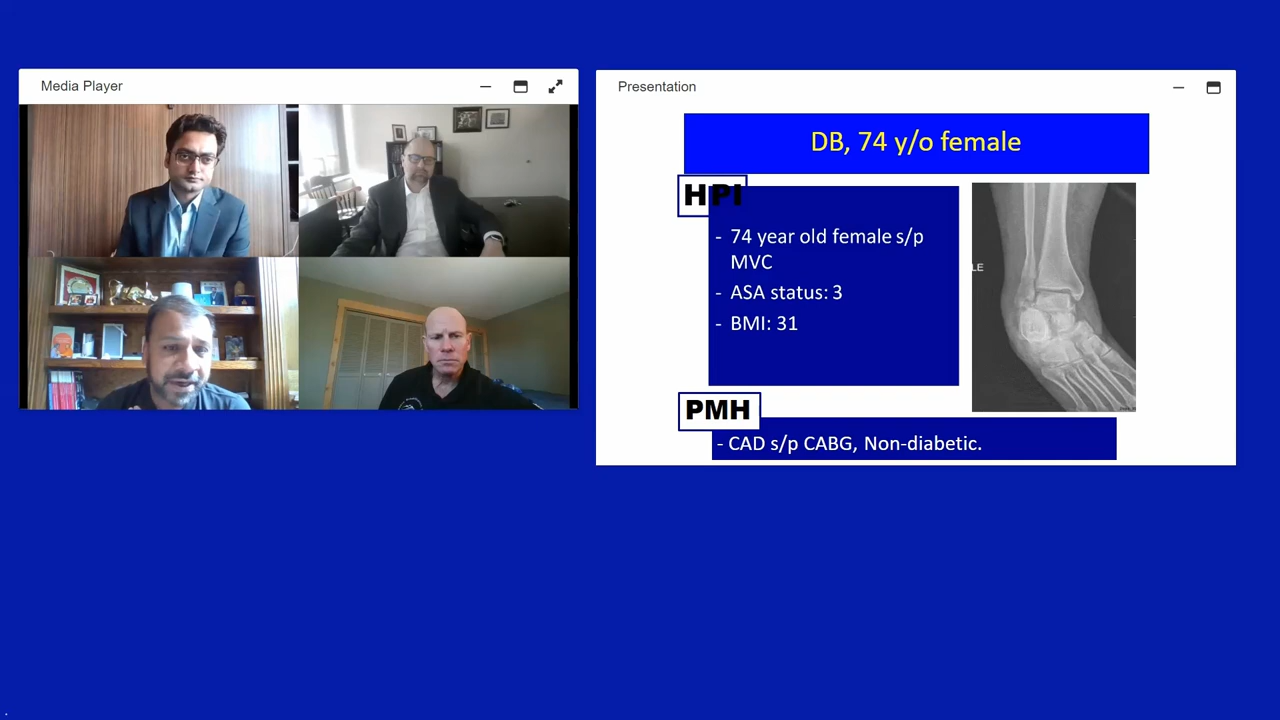 Media Player
Presentation
DB, 74 y/o female
HPI
- 74 year old female s/p
MVC
- ASA status: 3
- BMI: 31
LE
PMH
- CAD s/p CABG, Non-diabetic.